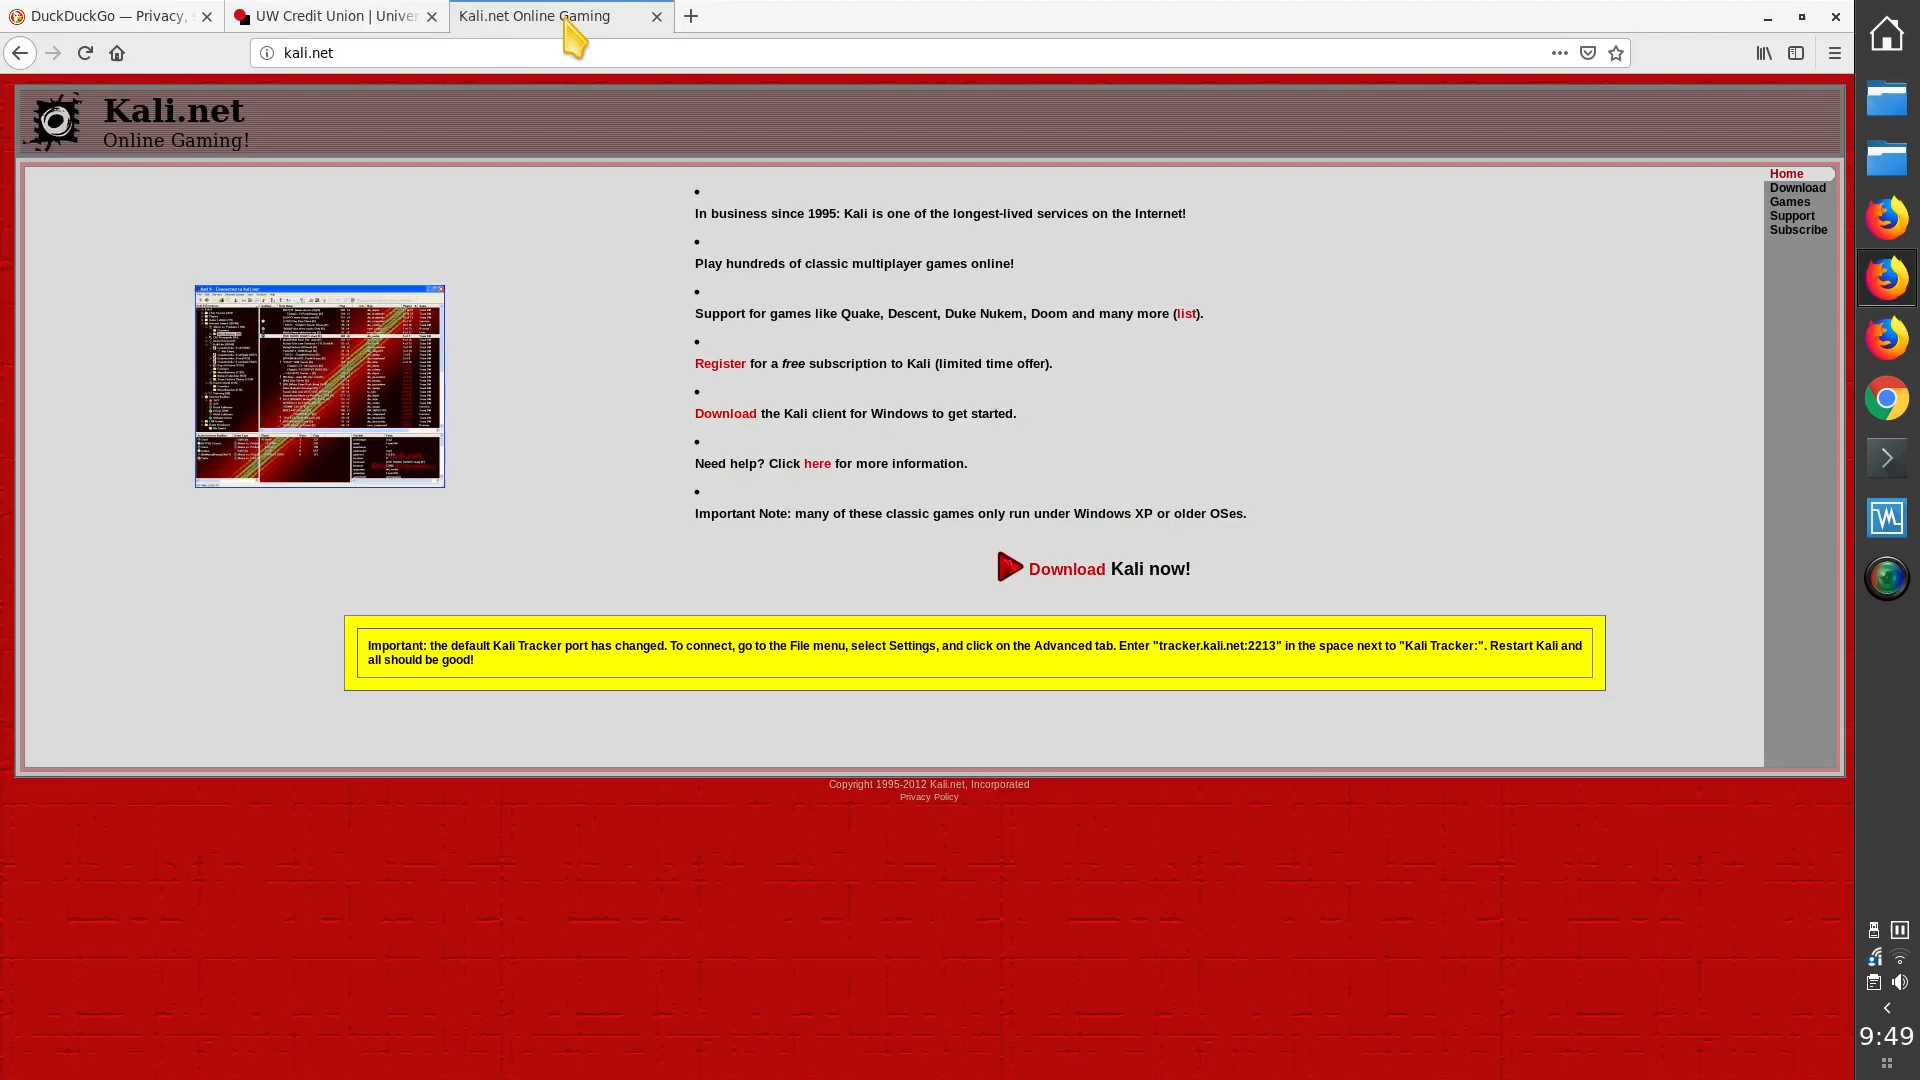 DuckDuckGo — Privacy,
UW Credit Union | Univer
Kali.net Online Gaming
kali.net
Kali.net
Online Gaming!
Home
Download
Games
Support
Subscribe
In business since 1995: Kali is one of the longest-lived services on the Internet!
Play hundreds of classic multiplayer games online!
Support for games like Quake, Descent, Duke Nukem, Doom and many more (list).
Register for a free subscription to Kali (limited time offer).
Download the Kali client for Windows to get started.
Need help? Click here for more information.
Important Note: many of these classic games only run under Windows XP or older OSes.
Download Kali now!
Important: the default Kali Tracker port has changed. To connect, go to the File menu, select Settings, and click on the Advanced tab. Enter "tracker.kali.net:2213" in the space next to "Kali Tracker:". Restart Kali and
all should be good!
Copyright 1995-2012 Kali.net, Incorporated
Privacy Policy
9:49